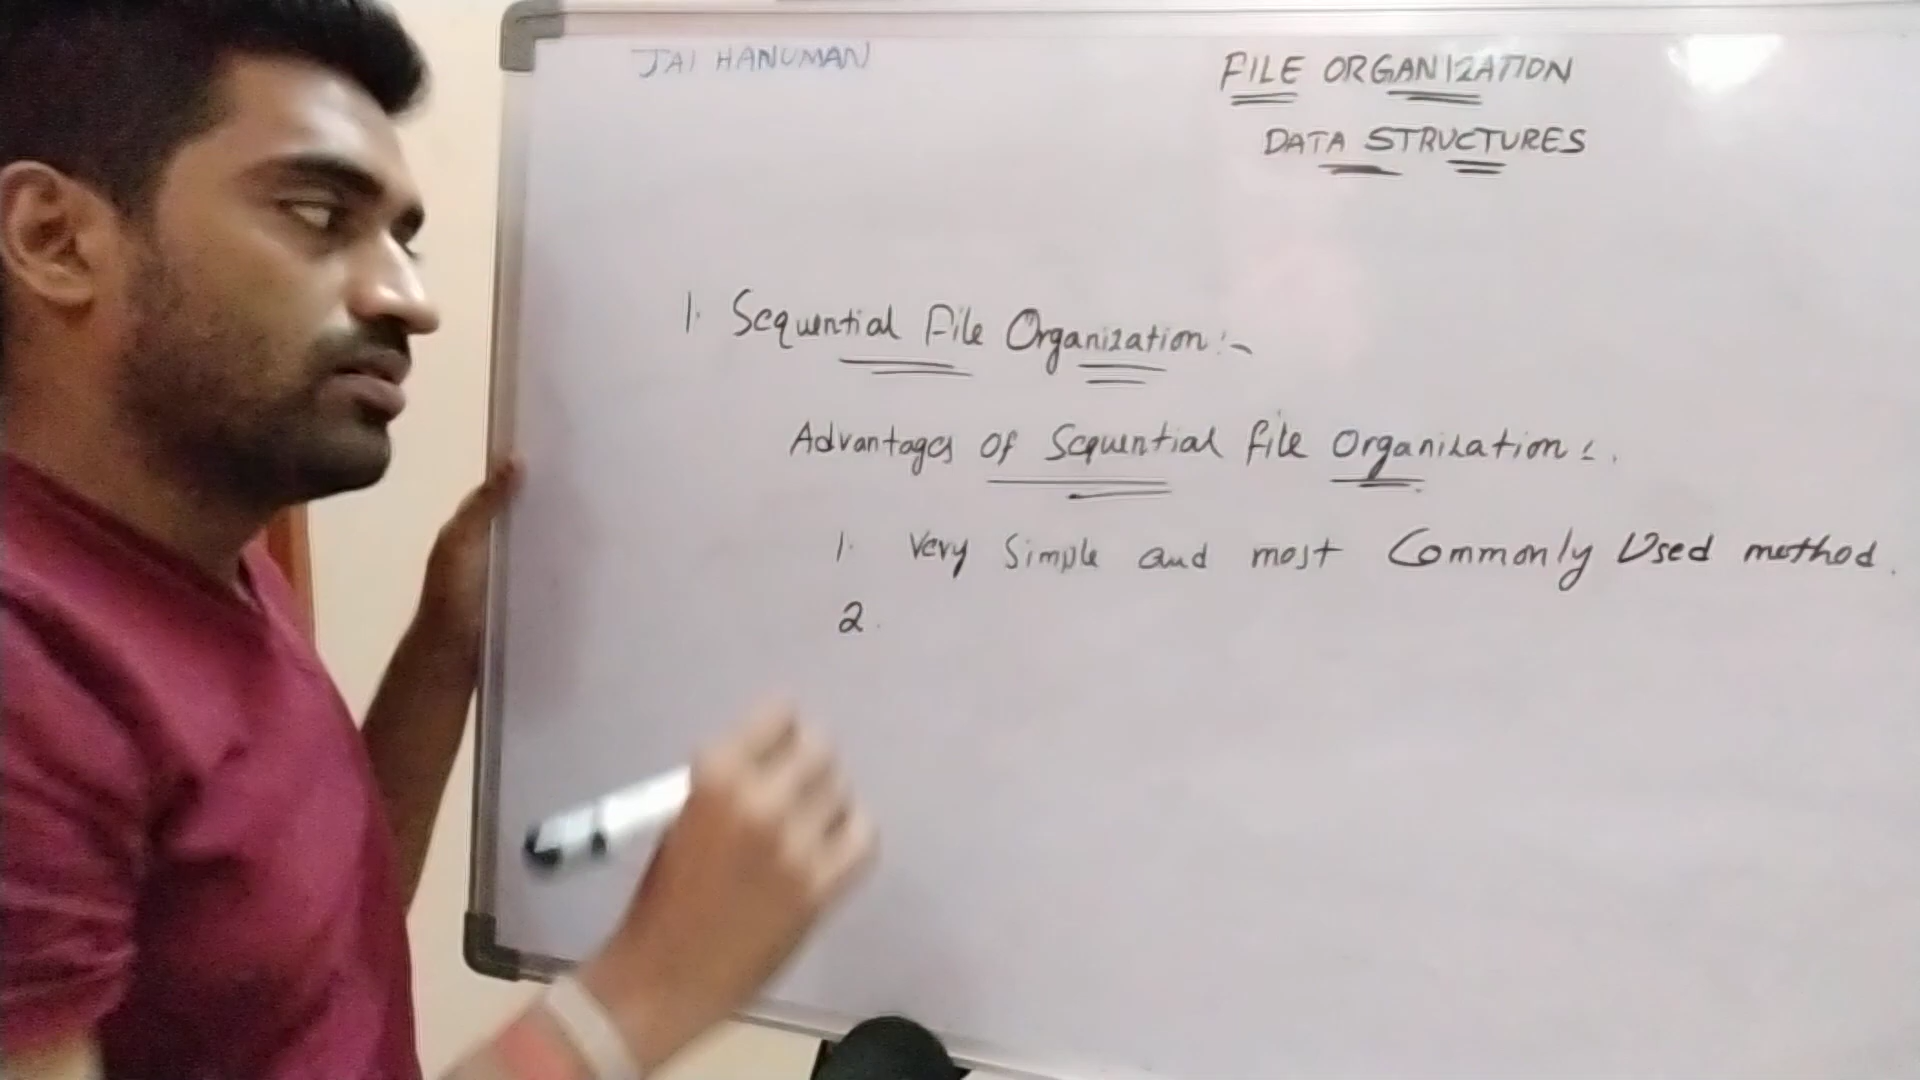 JAI HANUMAN
FILE ORGANIZATION
DATA STRUCTURES
1. Sequential File Organization :-
Advantages Of Sequential file Organization :.
1. Very Simple and most Commonly Used method.
2.